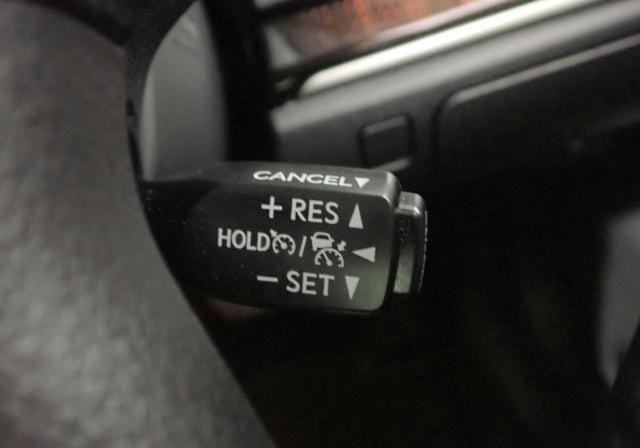 CANCEL▼
+ RES ▲
HOLD / ◀
− SET ▼